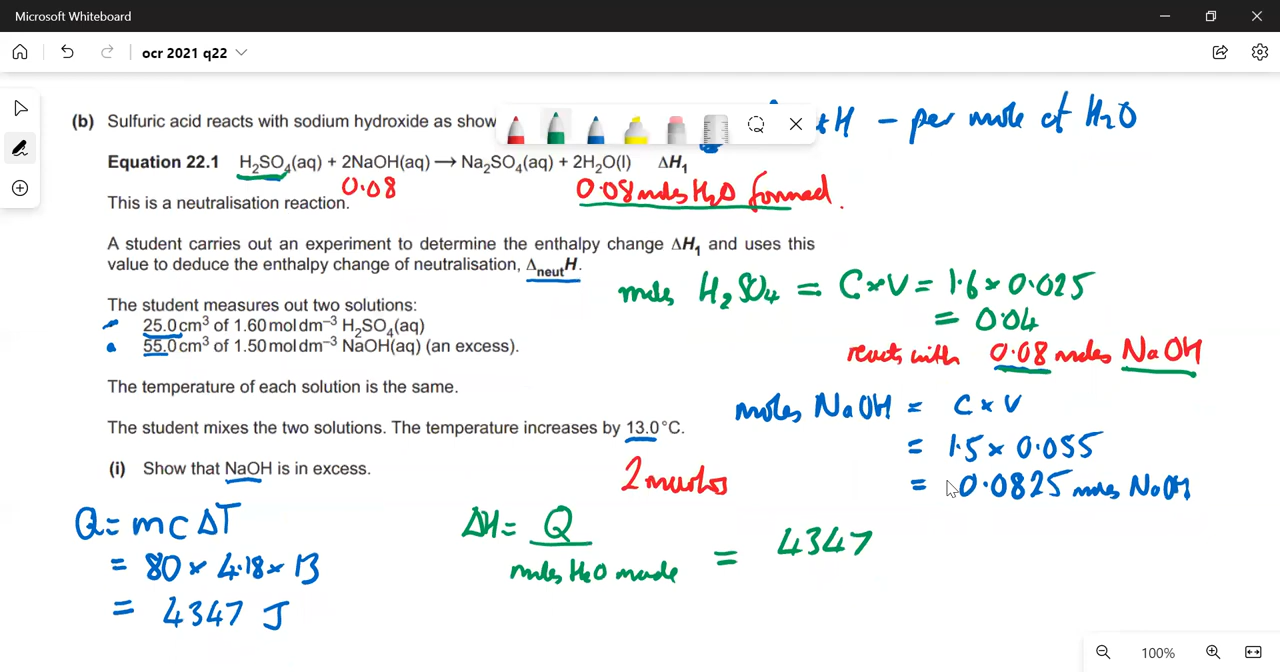 Microsoft Whiteboard
ocr 2021 q22
(b) Sulfuric acid reacts with sodium hydroxide as show
H – per mole of H2O
Equation 22.1 H2SO4(aq) + 2NaOH(aq) → Na2SO4(aq) + 2H2O(l) ΔH1
0.08
0.08 moles H2O formed.
This is a neutralisation reaction.
A student carries out an experiment to determine the enthalpy change ΔH1 and uses this
value to deduce the enthalpy change of neutralisation, ΔneutH.
The student measures out two solutions:
25.0 cm³ of 1.60 mol dm⁻³ H2SO4(aq)
55.0 cm³ of 1.50 mol dm⁻³ NaOH(aq) (an excess).
The temperature of each solution is the same.
The student mixes the two solutions. The temperature increases by 13.0 °C.
(i) Show that NaOH is in excess.
2 marks
moles H2SO4 = C×V = 1.6 × 0.025
= 0.04
reacts with 0.08 moles NaOH
moles NaOH = C × V
= 1.5 × 0.055
= 0.0825 moles NaOH
Q = mcΔT
= 80 × 4.18 × 13
= 4347 J
ΔH = Q
moles H2O made
= 4347
100%